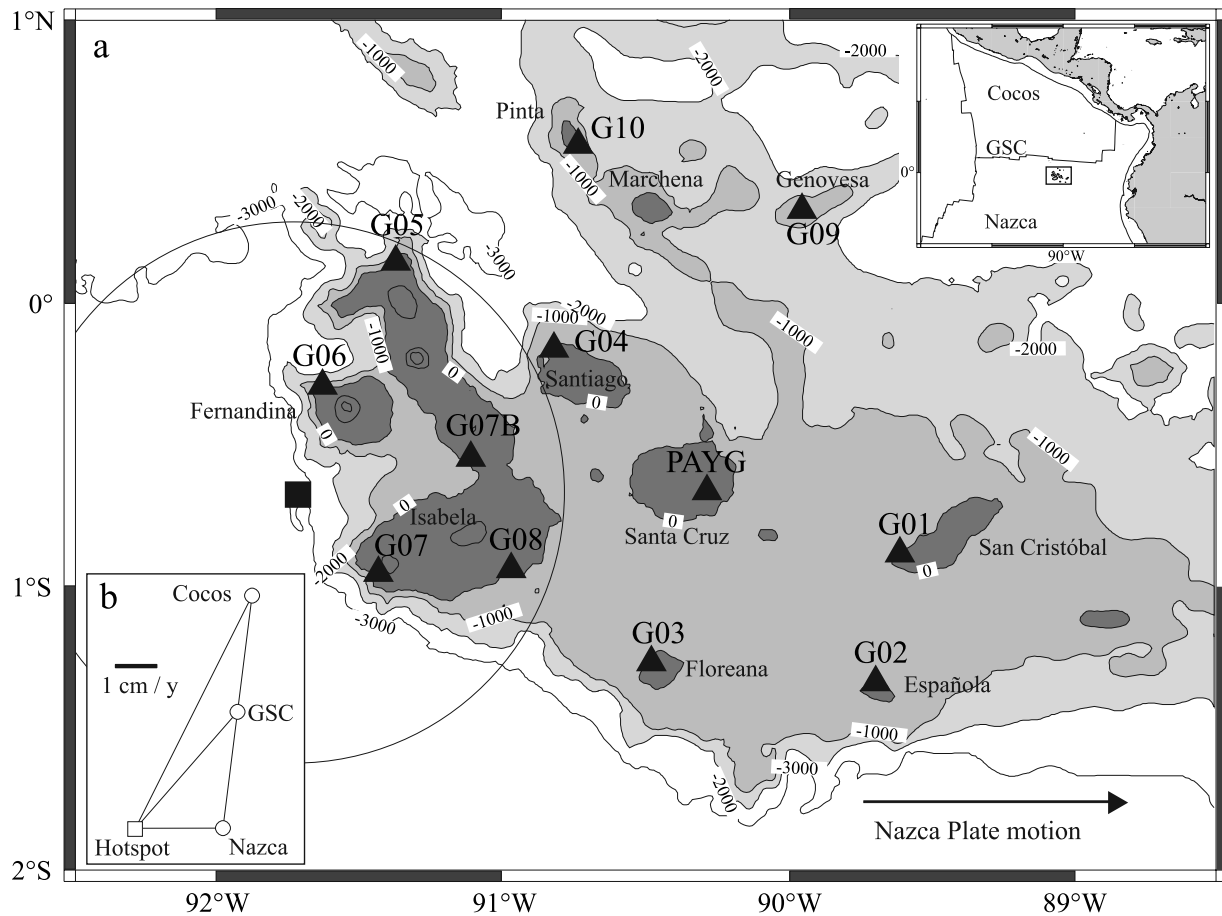 1°N
a
-1000
-2000
-2000
Cocos
GSC
0°
Nazca
90°W
Pinta
G10
-1000
Marchena
Genovesa
G09
-3000
-2000
G05
-3000
0°
-1000
-2000
-1000
G04
-1000
-2000
G06
0
Santiago
0
Fernandina
0
G07B
-1000
PAYG
0
Isabela
0
Santa Cruz
G01
San Cristóbal
0
G07
G08
-2000
1°S
-1000
-3000
b
Cocos
1 cm / y
GSC
Hotspot
Nazca
G03
Floreana
G02
Española
-1000
-3000
-2000
Nazca Plate motion
2°S
92°W
91°W
90°W
89°W